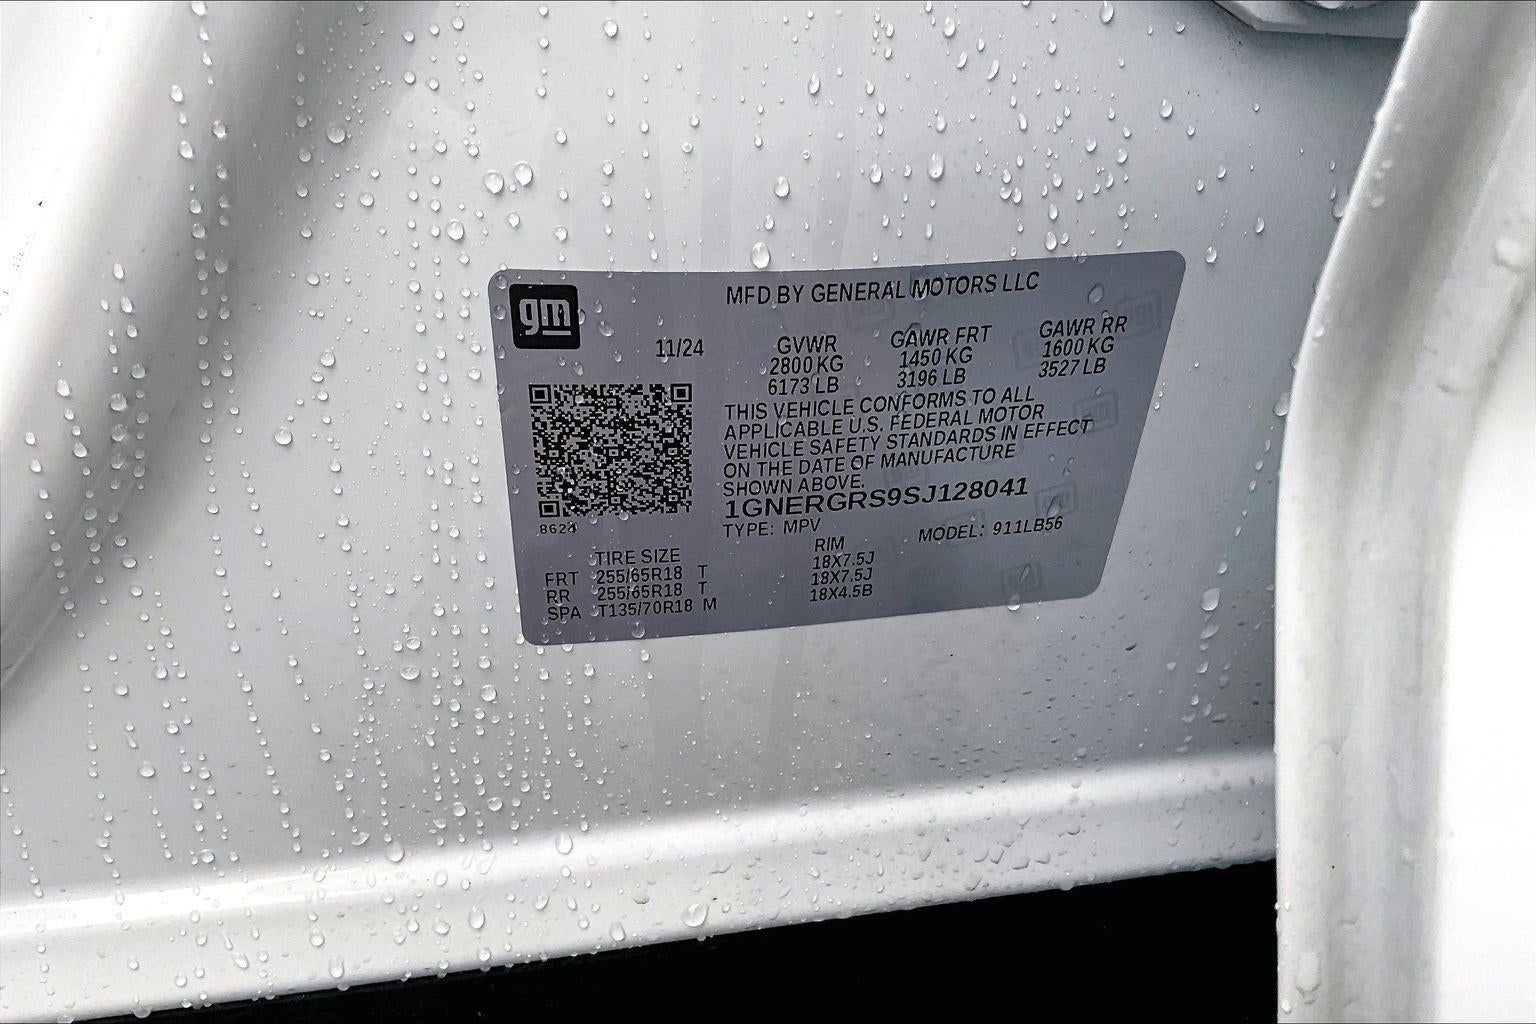 gm
MFD BY GENERAL MOTORS LLC
11/24
GVWR GAWR FRT GAWR RR
2800 KG 1450 KG 1600 KG
6173 LB 3196 LB 3527 LB
THIS VEHICLE CONFORMS TO ALL
APPLICABLE U.S. FEDERAL MOTOR
VEHICLE SAFETY STANDARDS IN EFFECT
ON THE DATE OF MANUFACTURE
SHOWN ABOVE.
1GNERGRS9SJ128041
8624
TYPE: MPV MODEL: 911LB56
TIRE SIZE RIM
FRT 255/65R18 T 18X7.5J
RR 255/65R18 T 18X7.5J
SPA T135/70R18 M 18X4.5B